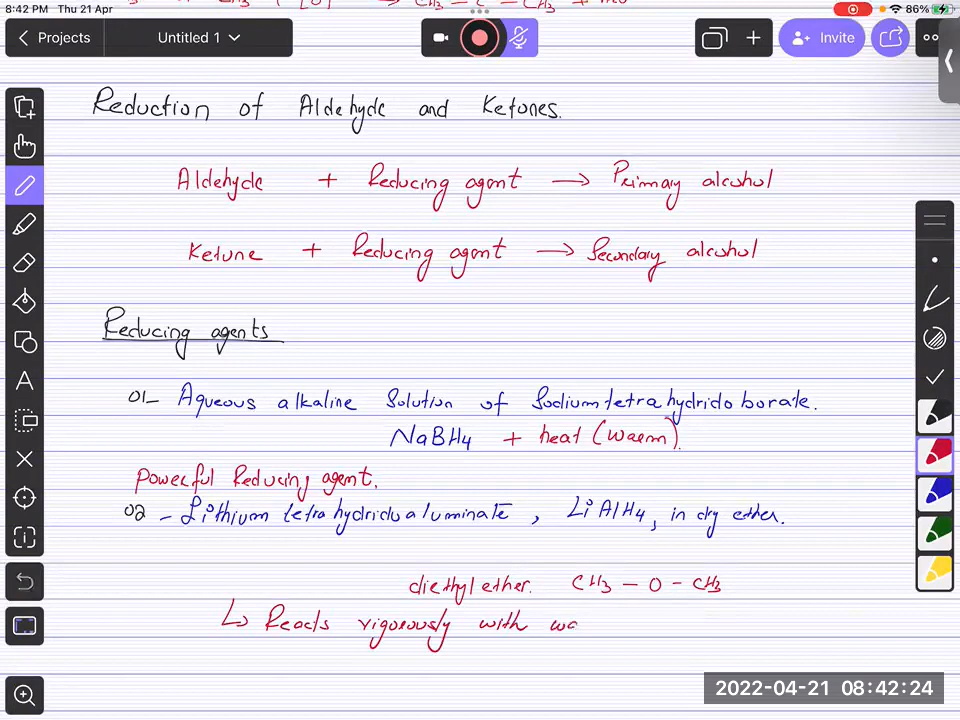 8:42 PM Thu 21 Apr
86%
Projects
Untitled 1
Invite
Reduction of Aldehyde and Ketones.
Aldehyde + Reducing agent → Primary alcohol
Ketone + Reducing agent → Secondary alcohol
Reducing agents
01- Aqueous alkaline Solution of Sodium tetrahydrido borate.
NaBH4 + heat (warm).
Powerful Reducing agent.
02 - Lithium tetrahydridoaluminate, LiAlH4, in dry ether.
diethyl ether. CH3 - O - CH3
↳ Reacts rigorously with wa
2022-04-21 08:42:24